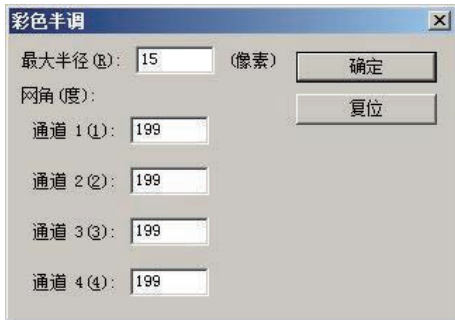 彩色半调
最大半径(R): 15 (像素) 确定
网角(度): 复位
通道 1(1): 199
通道 2(2): 199
通道 3(3): 199
通道 4(4): 199